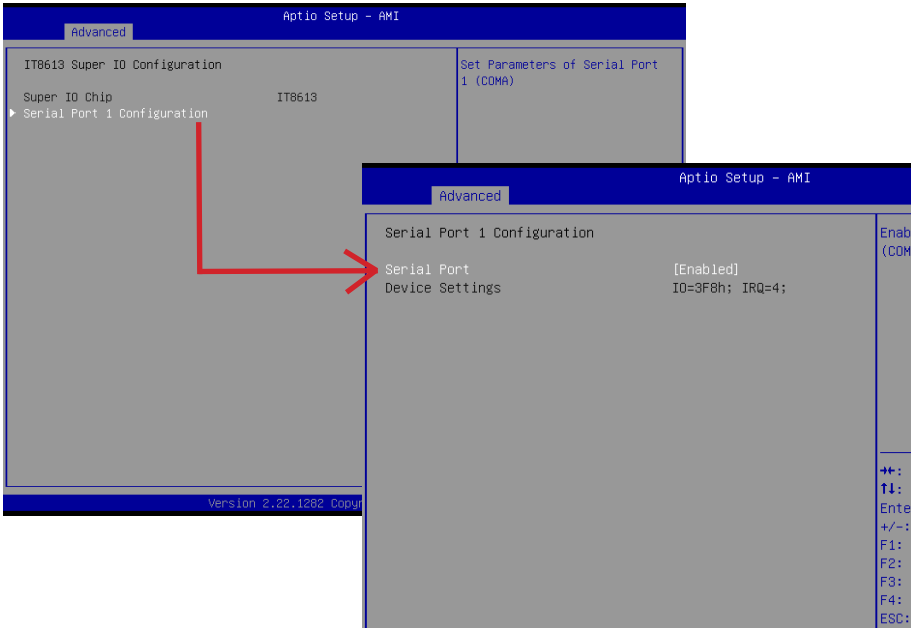 Aptio Setup – AMI
Advanced
IT8613 Super IO Configuration
Super IO Chip IT8613
Serial Port 1 Configuration
Set Parameters of Serial Port
1 (COMA)
Version 2.22.1282
Aptio Setup – AMI
Advanced
Serial Port 1 Configuration
Serial Port [Enabled]
Device Settings IO=3F8h; IRQ=4;
→←:
↑↓:
+/-:
F1:
F2:
F3:
F4:
ESC: